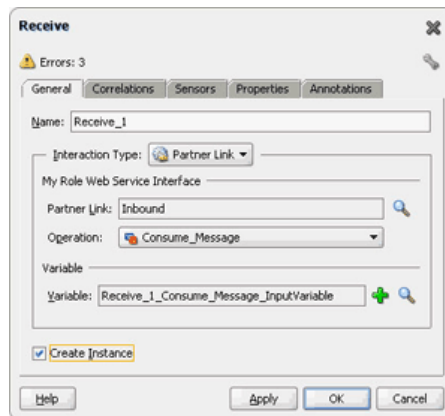 Receive
Errors: 3
General Correlations Sensors Properties Annotations
Name: Receive_1
Interaction Type: Partner Link
My Role Web Service Interface
Partner Link: Inbound
Operation: Consume_Message
Variable
Variable: Receive_1_Consume_Message_InputVariable
Create Instance
Help Apply OK Cancel